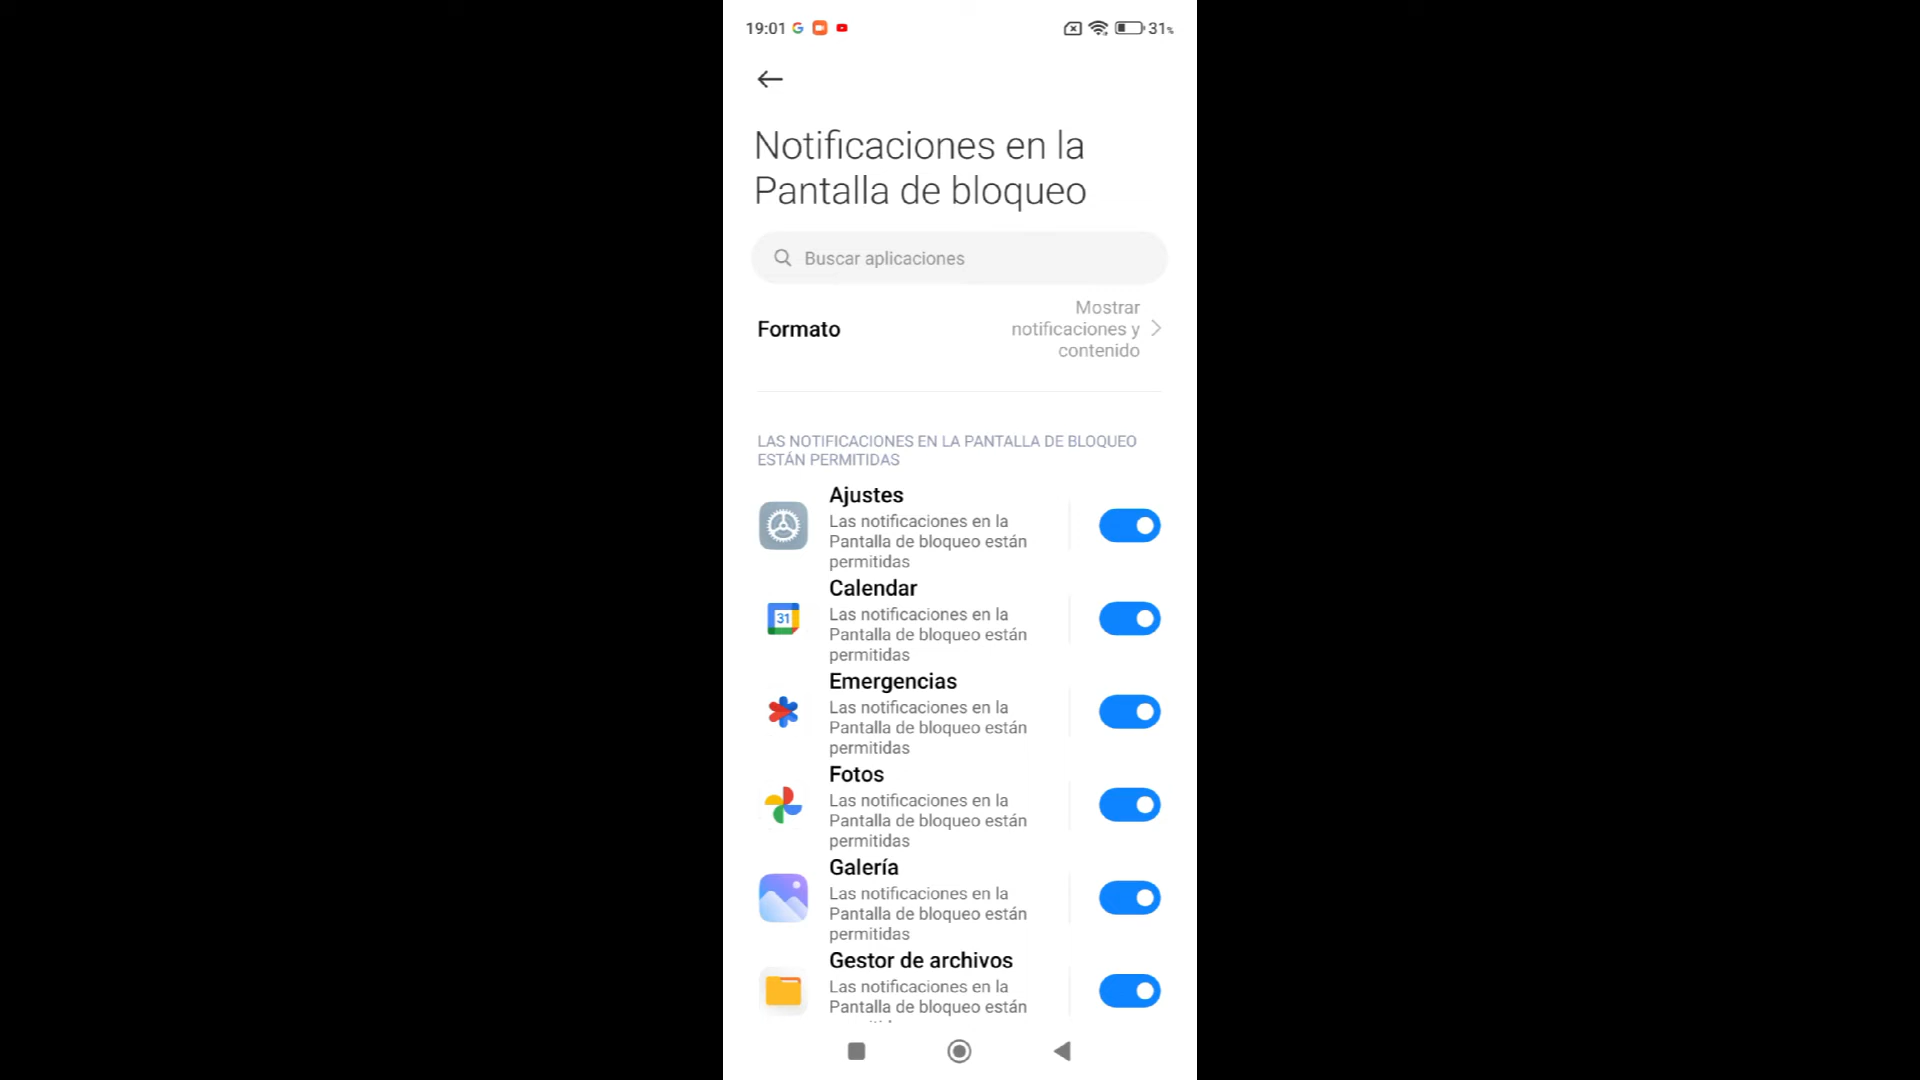 19:01
31%
Notificaciones en la
Pantalla de bloqueo
Buscar aplicaciones
Formato
Mostrar
notificaciones y
contenido
LAS NOTIFICACIONES EN LA PANTALLA DE BLOQUEO
ESTÁN PERMITIDAS
Ajustes
Las notificaciones en la
Pantalla de bloqueo están
permitidas
31
Calendar
Las notificaciones en la
Pantalla de bloqueo están
permitidas
Emergencias
Las notificaciones en la
Pantalla de bloqueo están
permitidas
Fotos
Las notificaciones en la
Pantalla de bloqueo están
permitidas
Galería
Las notificaciones en la
Pantalla de bloqueo están
permitidas
Gestor de archivos
Las notificaciones en la
Pantalla de bloqueo están